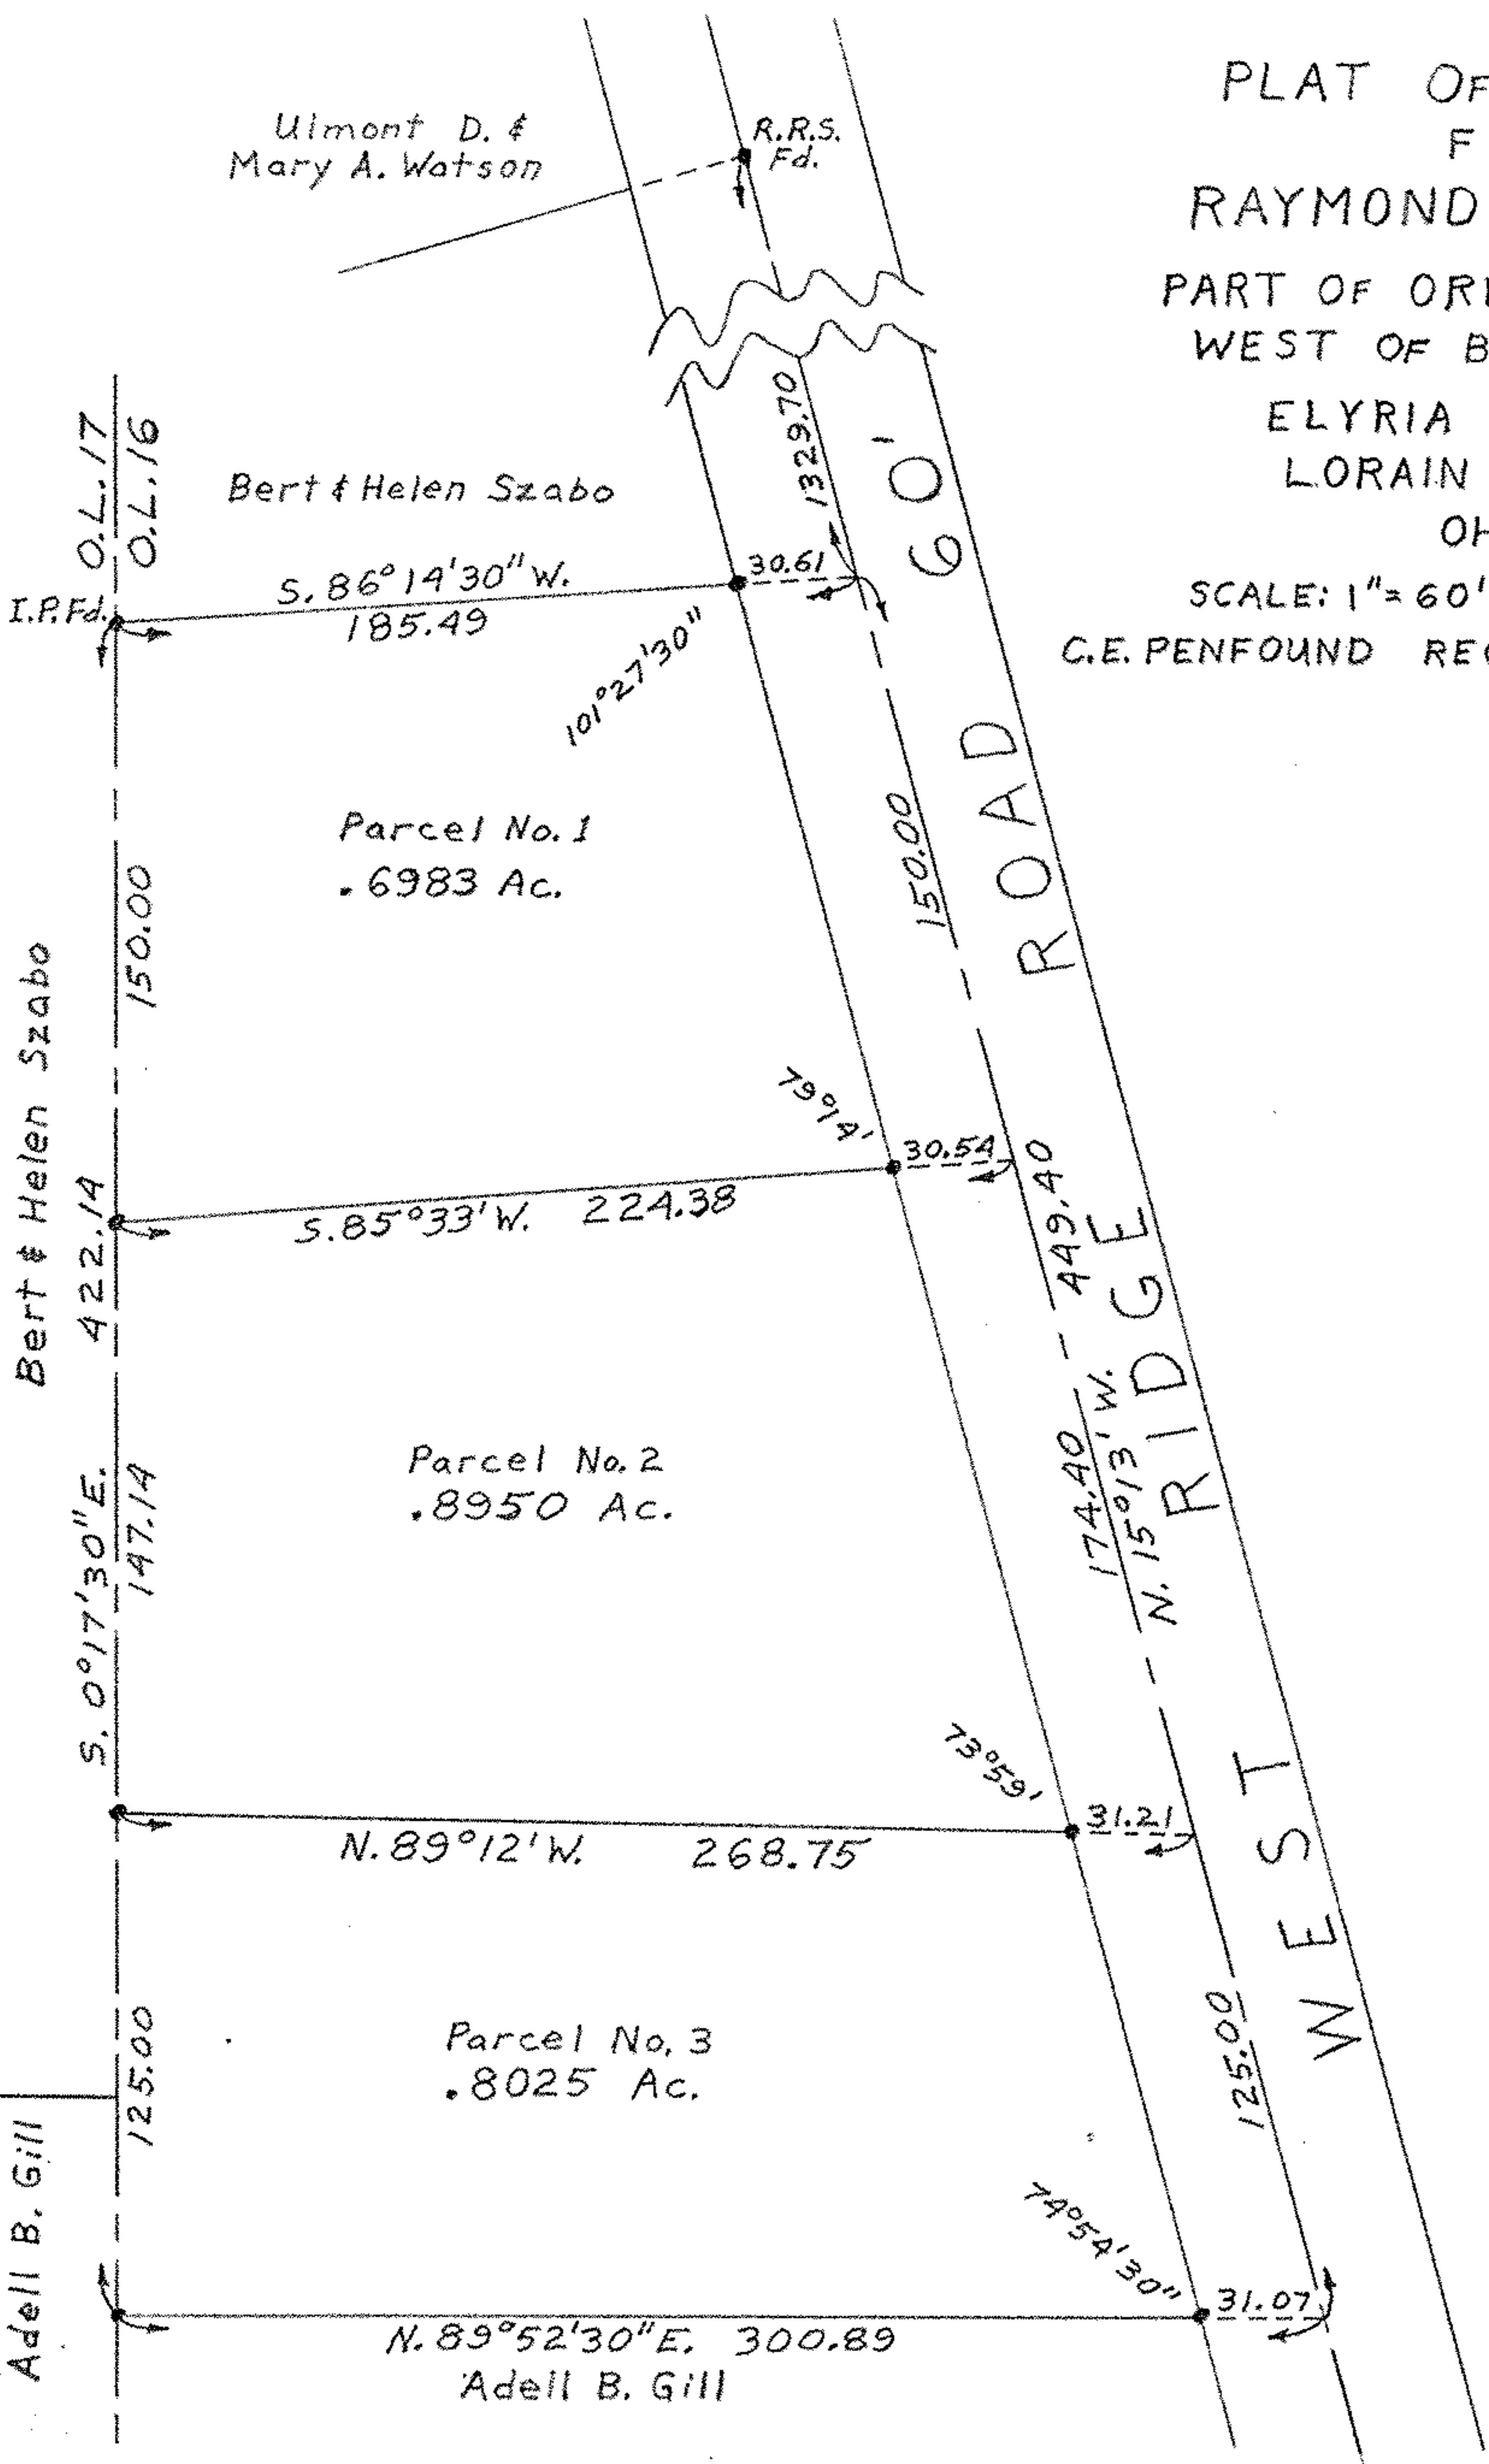 PLAT OF
F
RAYMOND
PART OF ORI
WEST OF B
ELYRIA
LORAIN
OH
SCALE: 1"= 60'
C.E. PENFOUND REG
Ulmont D. &
Mary A. Watson
R.R.S.
Fd.
O.L.17
O.L.16
Bert & Helen Szabo
1329.70
60'
I.P.Fd.
S. 86°14'30" W.
185.49
30.61
101°27'30"
Parcel No. 1
.6983 Ac.
150.00
150.00
ROAD
Bert & Helen Szabo
79°14'
30.54
S. 85°33' W. 224.38
422.14
449.40
S. 0°17'30" E.
147.14
Parcel No. 2
.8950 Ac.
174.40
N. 15°13' W.
RIDGE
73°59'
31.21
N. 89°12' W. 268.75
WEST
Parcel No. 3
.8025 Ac.
125.00
125.00
Adell B. Gill
74°54'30"
31.07
N. 89°52'30" E. 300.89
Adell B. Gill